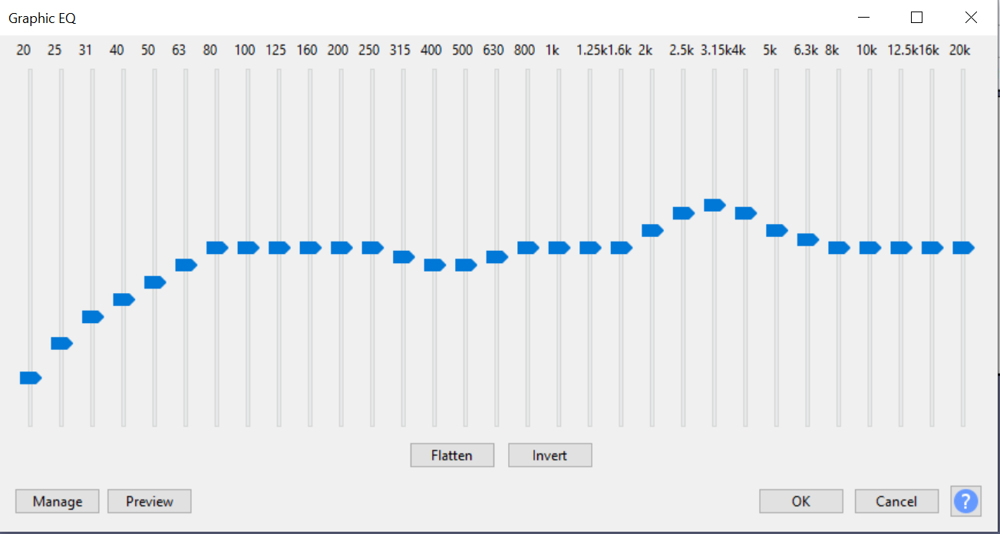 Graphic EQ
20 25 31 40 50 63 80 100 125 160 200 250 315 400 500 630 800 1k 1.25k1.6k 2k 2.5k 3.15k4k 5k 6.3k 8k 10k 12.5k16k 20k
Flatten Invert
Manage Preview OK Cancel ?